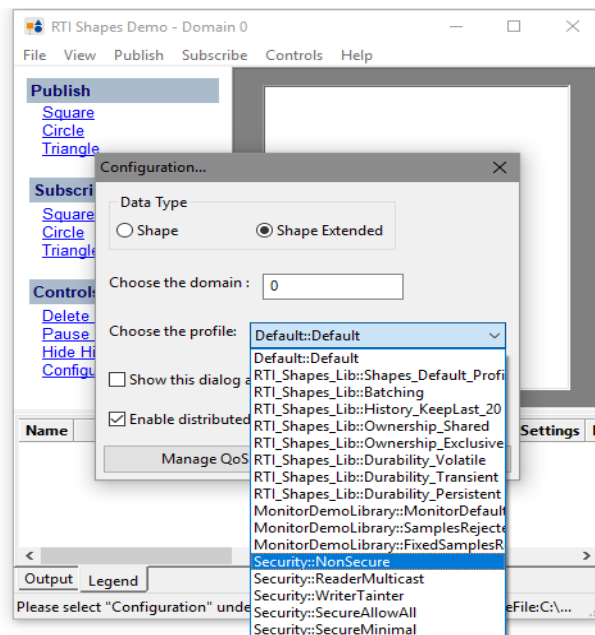 RTI Shapes Demo - Domain 0
File View Publish Subscribe Controls Help
Publish
Square
Circle
Triangle
Configuration...
Subscri
Square
Circle
Triangle
Data Type
Shape Shape Extended
Choose the domain : 0
Controls
Delete
Pause
Hide Hi
Configu
Choose the profile: Default::Default
Show this dialog a
Enable distributed
Manage QoS
Default::Default
RTI_Shapes_Lib::Shapes_Default_Profi
RTI_Shapes_Lib::Batching
RTI_Shapes_Lib::History_KeepLast_20
RTI_Shapes_Lib::Ownership_Shared
RTI_Shapes_Lib::Ownership_Exclusive
RTI_Shapes_Lib::Durability_Volatile
RTI_Shapes_Lib::Durability_Transient
RTI_Shapes_Lib::Durability_Persistent
MonitorDemoLibrary::MonitorDefault
MonitorDemoLibrary::SamplesRejecte
MonitorDemoLibrary::FixedSamplesR
Security::NonSecure
Security::ReaderMulticast
Security::WriterTainter
Security::SecureAllowAll
Security::SecureMinimal
Name Settings
Output Legend
Please select "Configuration" unde eFile:C:\...